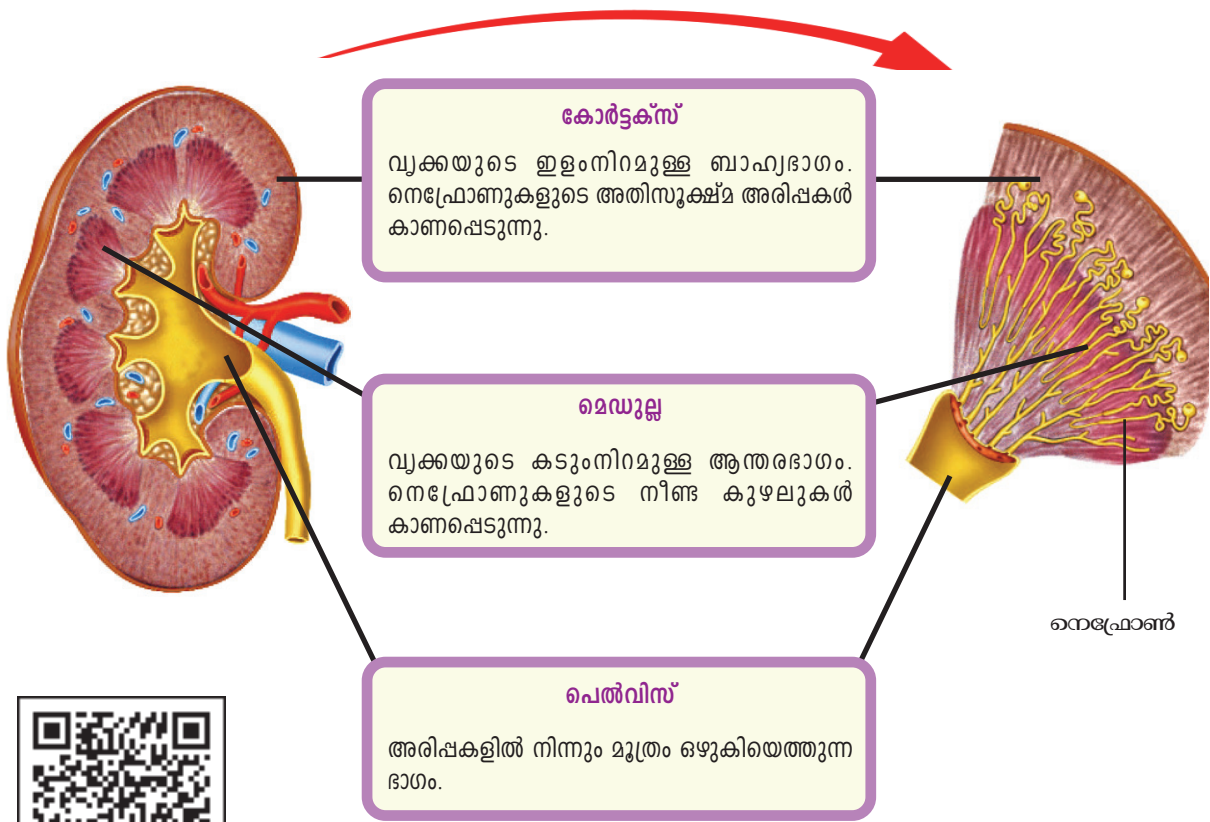 കോർട്ടക്സ്
വൃക്കയുടെ ഇളംനിറമുള്ള ബാഹ്യഭാഗം.
നെഫ്രോണുകളുടെ അതിസൂക്ഷ്മ അരിപ്പകൾ
കാണപ്പെടുന്നു.
മെഡുല്ല
വൃക്കയുടെ കടുംനിറമുള്ള ആന്തരഭാഗം.
നെഫ്രോണുകളുടെ നീണ്ട കുഴലുകൾ
കാണപ്പെടുന്നു.
നെഫ്രോൺ
പെൽവിസ്
അരിപ്പകളിൽ നിന്നും മൂത്രം ഒഴുകിയെത്തുന്ന
ഭാഗം.